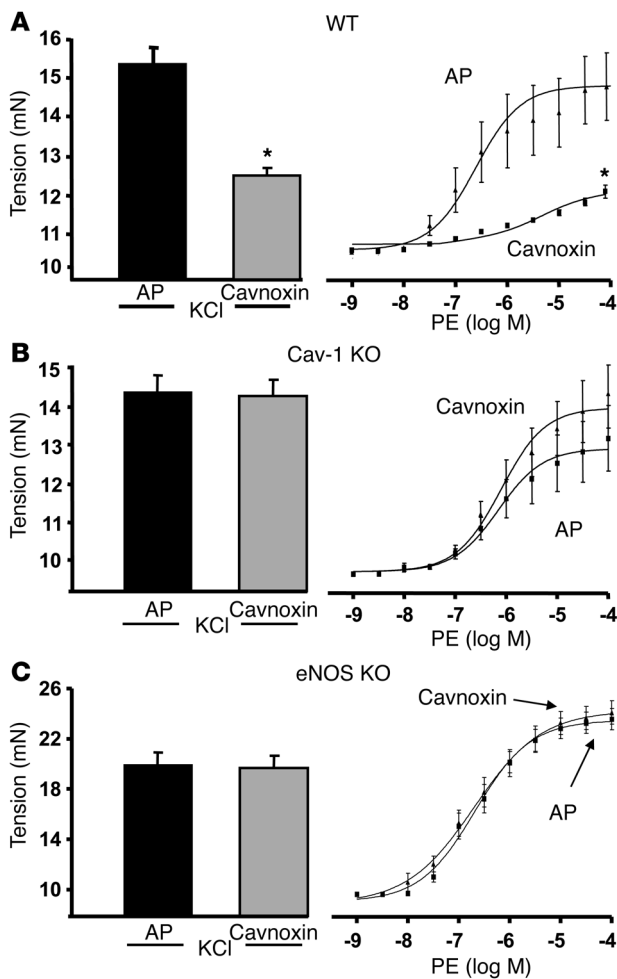 A
WT
Tension (mN)
16
15
14
13
12
11
10
*
AP
Cavnoxin
KCl
AP
*
Cavnoxin
-9 -8 -7 -6 -5 -4
PE (log M)
B
Cav-1 KO
Tension (mN)
15
14
13
12
11
10
AP
Cavnoxin
KCl
Cavnoxin
AP
-9 -8 -7 -6 -5 -4
PE (log M)
C
eNOS KO
Tension (mN)
26
22
18
14
10
AP
Cavnoxin
KCl
Cavnoxin
AP
-9 -8 -7 -6 -5 -4
PE (log M)